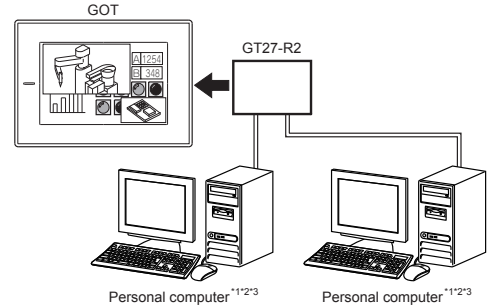 GOT
GT27-R2
A 1254
B 348
Personal computer *1*2*3
Personal computer *1*2*3